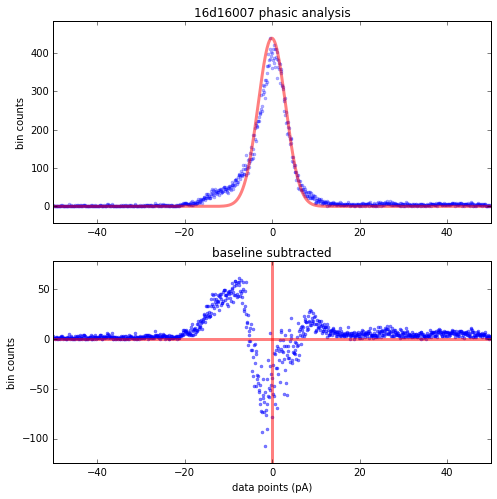 16d16007 phasic analysis
400
300
200
100
0
bin counts
−40 −20 0 20 40
baseline subtracted
50
0
−50
−100
bin counts
−40 −20 0 20 40
data points (pA)